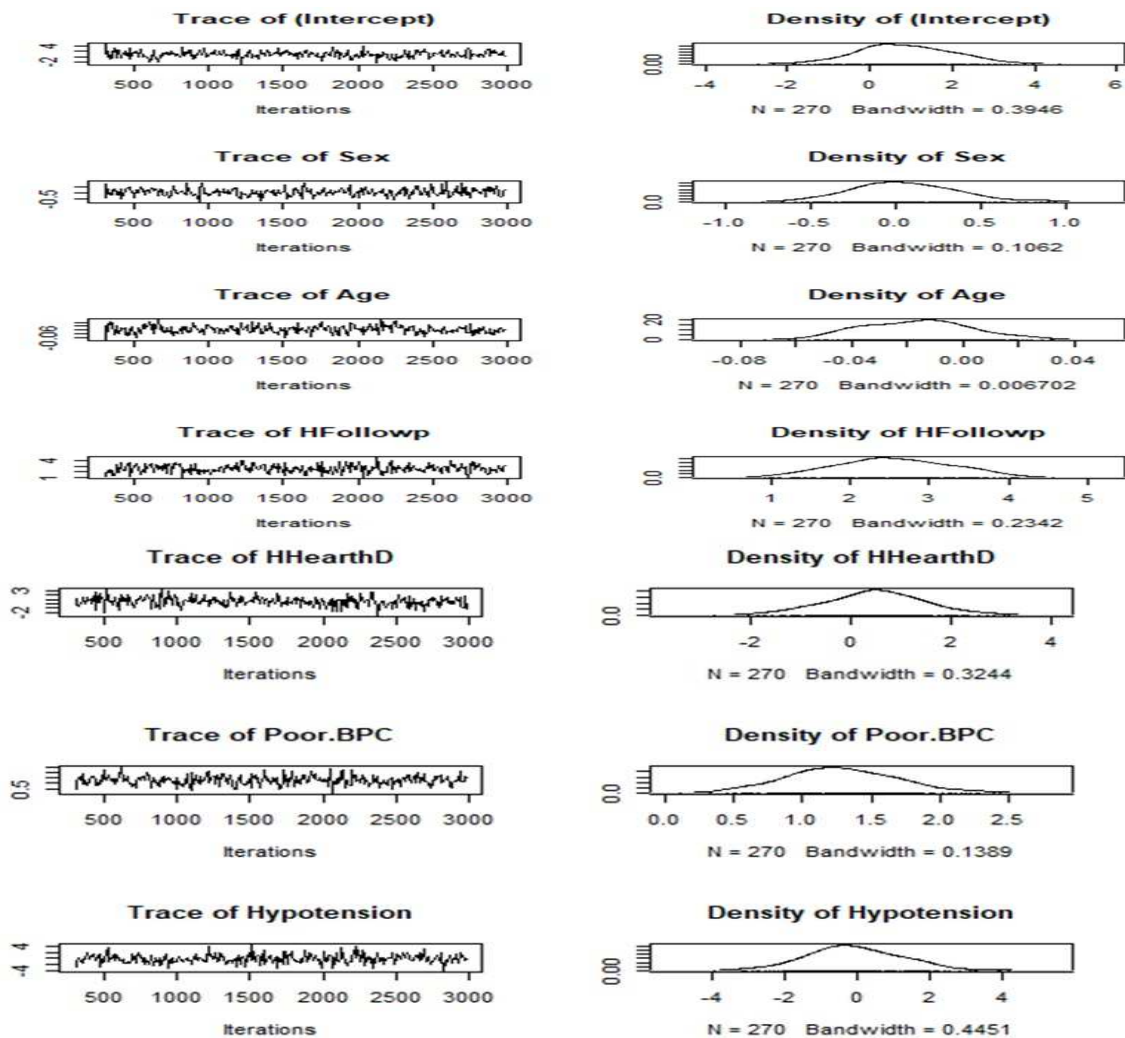 Trace of (Intercept)
-2 4
500 1000 1500 2000 2500 3000
Iterations
Density of (Intercept)
0.00
-4 -2 0 2 4 6
N = 270 Bandwidth = 0.3946
Trace of Sex
-0.5
500 1000 1500 2000 2500 3000
Iterations
Density of Sex
0.0
-1.0 -0.5 0.0 0.5 1.0
N = 270 Bandwidth = 0.1062
Trace of Age
-0.06
500 1000 1500 2000 2500 3000
Iterations
Density of Age
0 20
-0.08 -0.04 0.00 0.04
N = 270 Bandwidth = 0.006702
Trace of HFollowp
1 4
500 1000 1500 2000 2500 3000
Iterations
Density of HFollowp
0.0
1 2 3 4 5
N = 270 Bandwidth = 0.2342
Trace of HHearthD
-2 3
500 1000 1500 2000 2500 3000
Iterations
Density of HHearthD
0.0
-2 0 2 4
N = 270 Bandwidth = 0.3244
Trace of Poor.BPC
0.5
500 1000 1500 2000 2500 3000
Iterations
Density of Poor.BPC
0.0
0.0 0.5 1.0 1.5 2.0 2.5
N = 270 Bandwidth = 0.1389
Trace of Hypotension
-4 4
500 1000 1500 2000 2500 3000
Iterations
Density of Hypotension
0.00
-4 -2 0 2 4
N = 270 Bandwidth = 0.4451